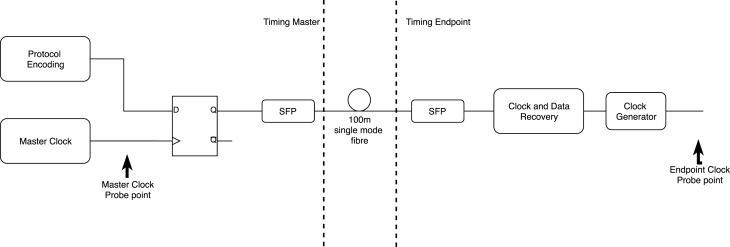 Timing Master
Timing Endpoint
Protocol
Encoding
D
Q
SFP
100m
single mode
fibre
SFP
Clock and Data
Recovery
Clock
Generator
Master Clock
Q
Master Clock
Probe point
Endpoint Clock
Probe point